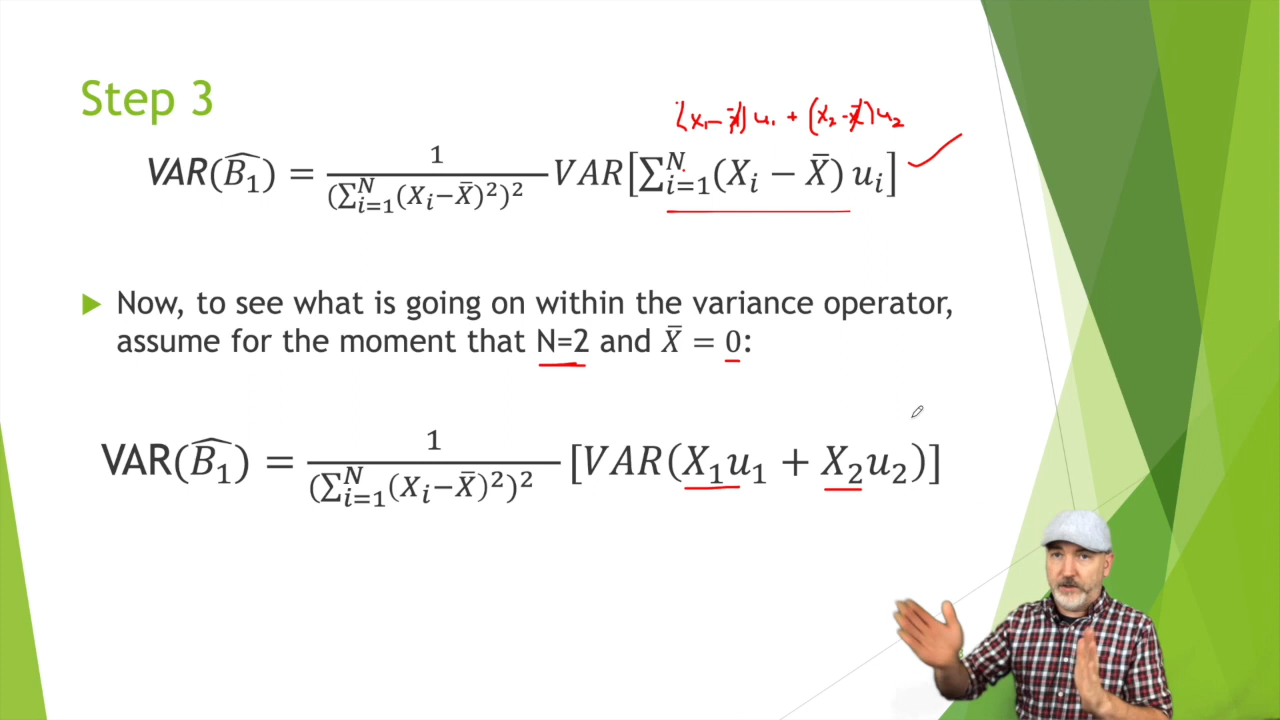 Step 3
(x₁-x̄)u₁ + (x₂-x̄)u₂
VAR(B̂₁) = 1/(∑ᵢ₌₁ᴺ(Xᵢ−X̄)²)² VAR[∑ᵢ₌₁ᴺ(Xᵢ − X̄) uᵢ]
Now, to see what is going on within the variance operator,
assume for the moment that N=2 and X̄ = 0:
VAR(B̂₁) = 1/(∑ᵢ₌₁ᴺ(Xᵢ−X̄)²)² [VAR(X₁u₁ + X₂u₂)]